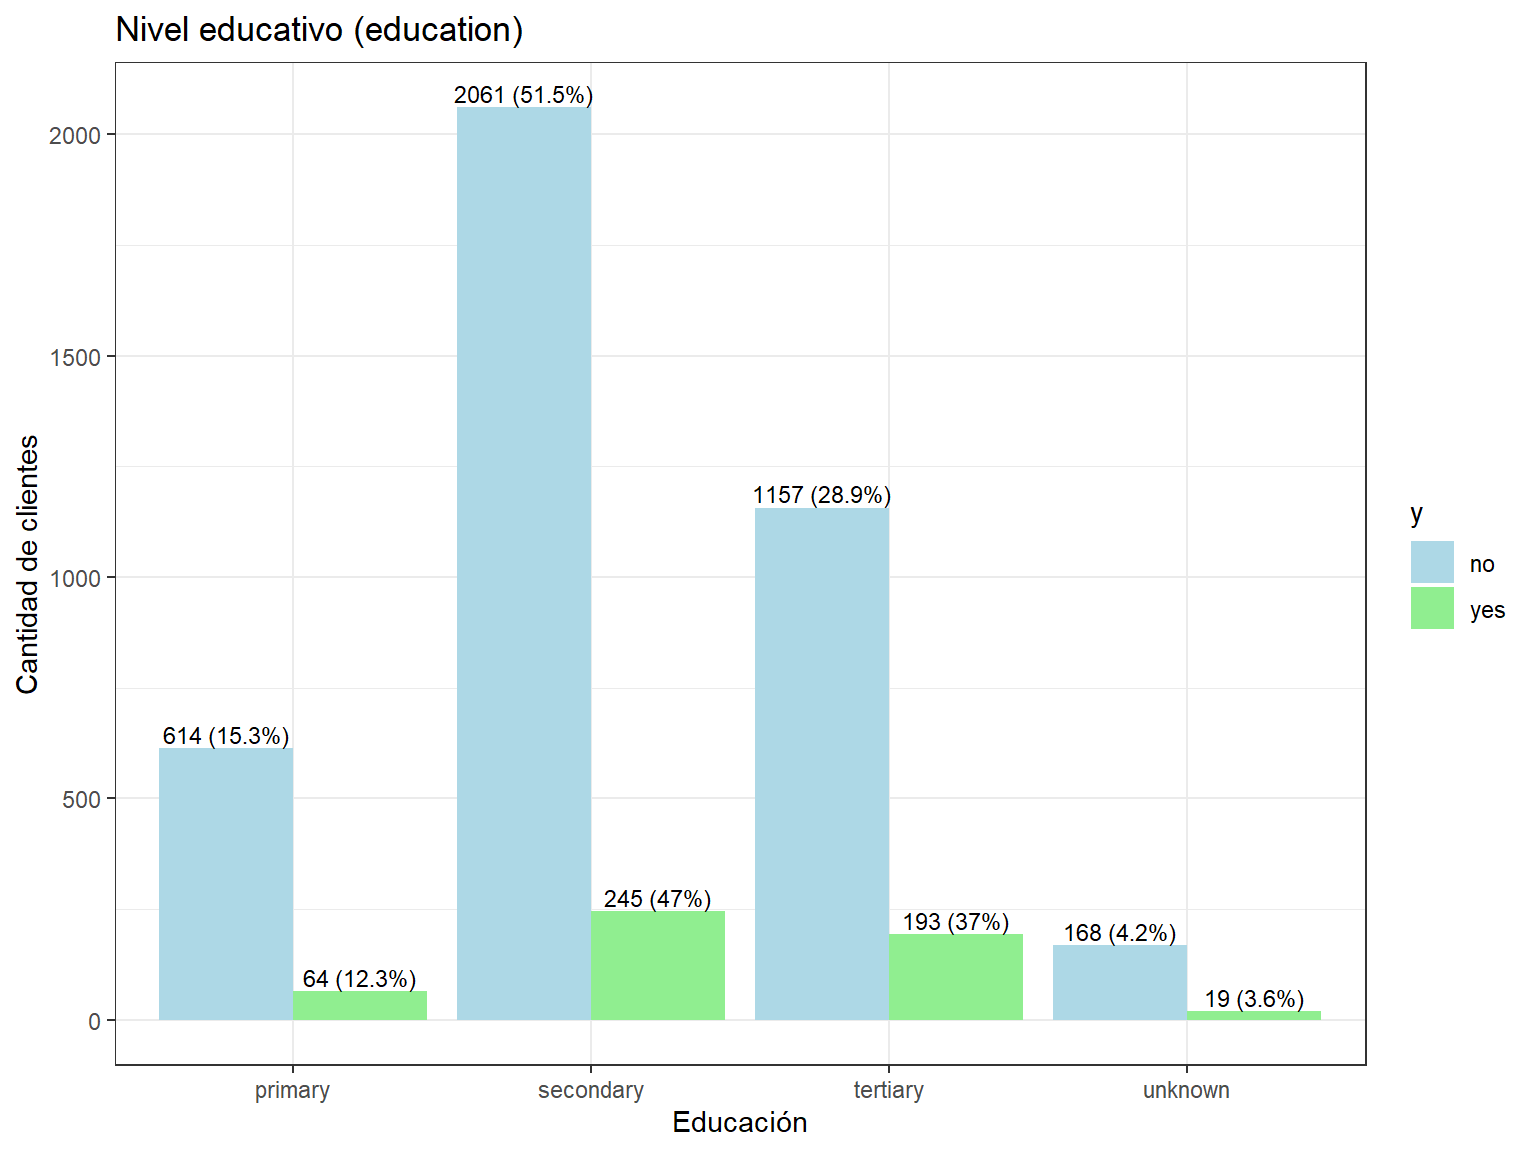 Nivel educativo (education)
2061 (51.5%)
2000
1500
1157 (28.9%)
1000
614 (15.3%)
500
245 (47%)
193 (37%)
168 (4.2%)
64 (12.3%)
19 (3.6%)
0
Cantidad de clientes
y
no
yes
primary
secondary
tertiary
unknown
Educación